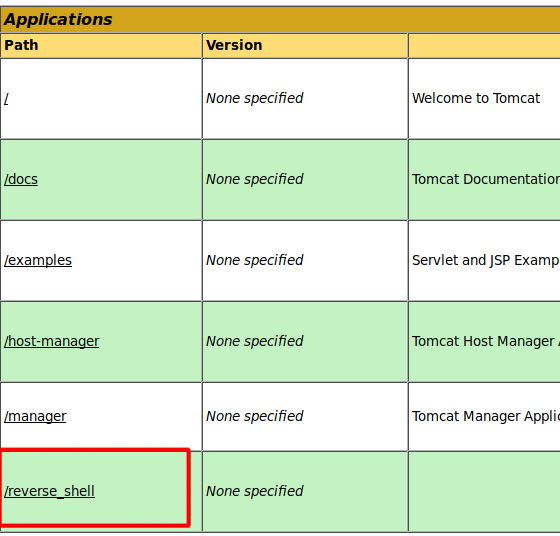 Applications
Path Version
/ None specified Welcome to Tomcat
/docs None specified Tomcat Documentation
/examples None specified Servlet and JSP Examp
/host-manager None specified Tomcat Host Manager
/manager None specified Tomcat Manager Applic
/reverse_shell None specified